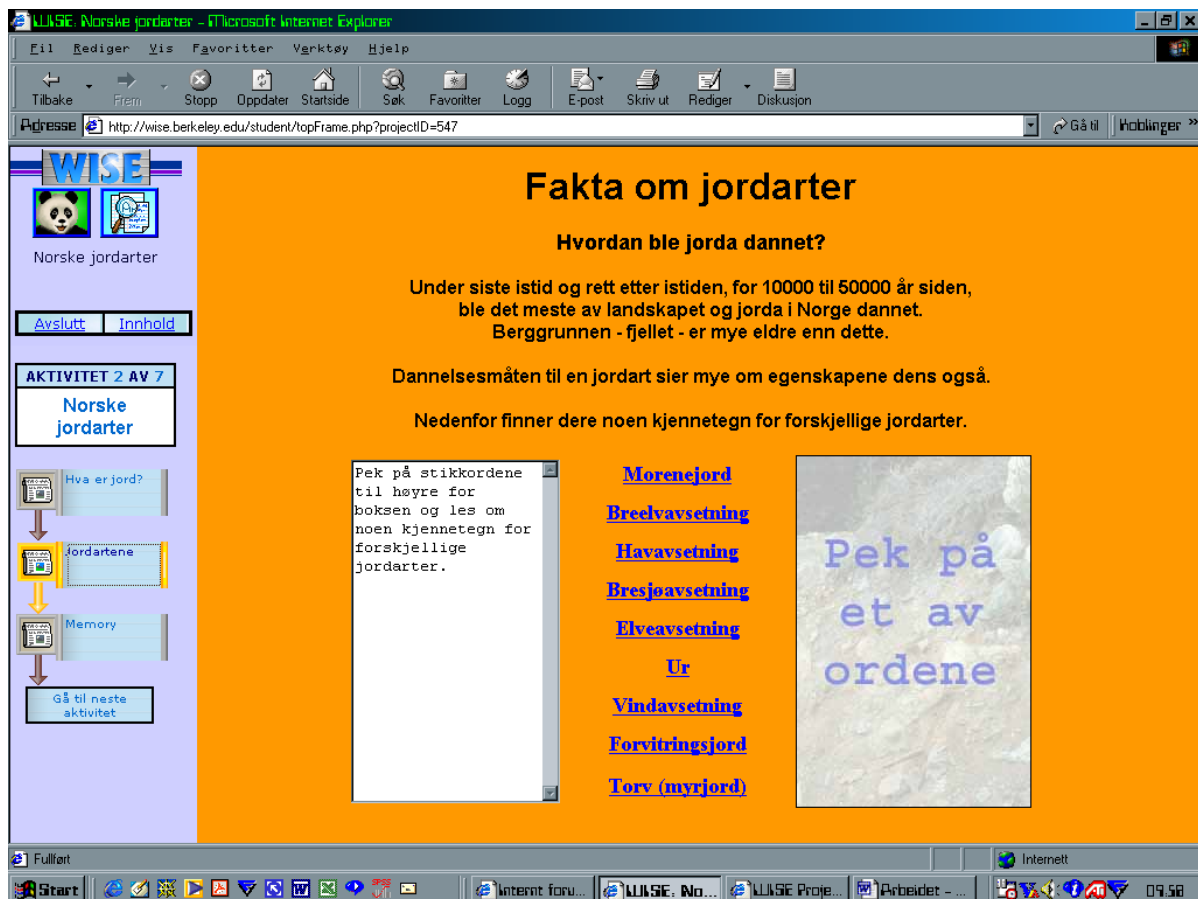 WISE: Norske jordarter - Microsoft Internet Explorer
Fil Rediger Vis Favoritter Verktøy Hjelp
Tilbake Frem Stopp Oppdater Startside Søk Favoritter Logg E-post Skriv ut Rediger Diskusjon
Adresse http://wise.berkeley.edu/student/topFrame.php?projectID=547 Gå til Koblinger »
WISE
Norske jordarter
Avslutt Innhold
AKTIVITET 2 AV 7
Norske
jordarter
Hva er jord?
Jordartene
Memory
Gå til neste
aktivitet
Fakta om jordarter
Hvordan ble jorda dannet?
Under siste istid og rett etter istiden, for 10000 til 50000 år siden,
ble det meste av landskapet og jorda i Norge dannet.
Berggrunnen - fjellet - er mye eldre enn dette.
Dannelsesmåten til en jordart sier mye om egenskapene dens også.
Nedenfor finner dere noen kjennetegn for forskjellige jordarter.
Pek på stikkordene
til høyre for
boksen og les om
noen kjennetegn for
forskjellige
jordarter.
Morenejord
Breelvavsetning
Havavsetning
Bresjøavsetning
Elveavsetning
Ur
Vindavsetning
Forvitringsjord
Torv (myrjord)
Pek på
et av
ordene
Fullført Internett
Start Internt foru... WISE: No... WISE Proje... Arbeidet - ... 09.58